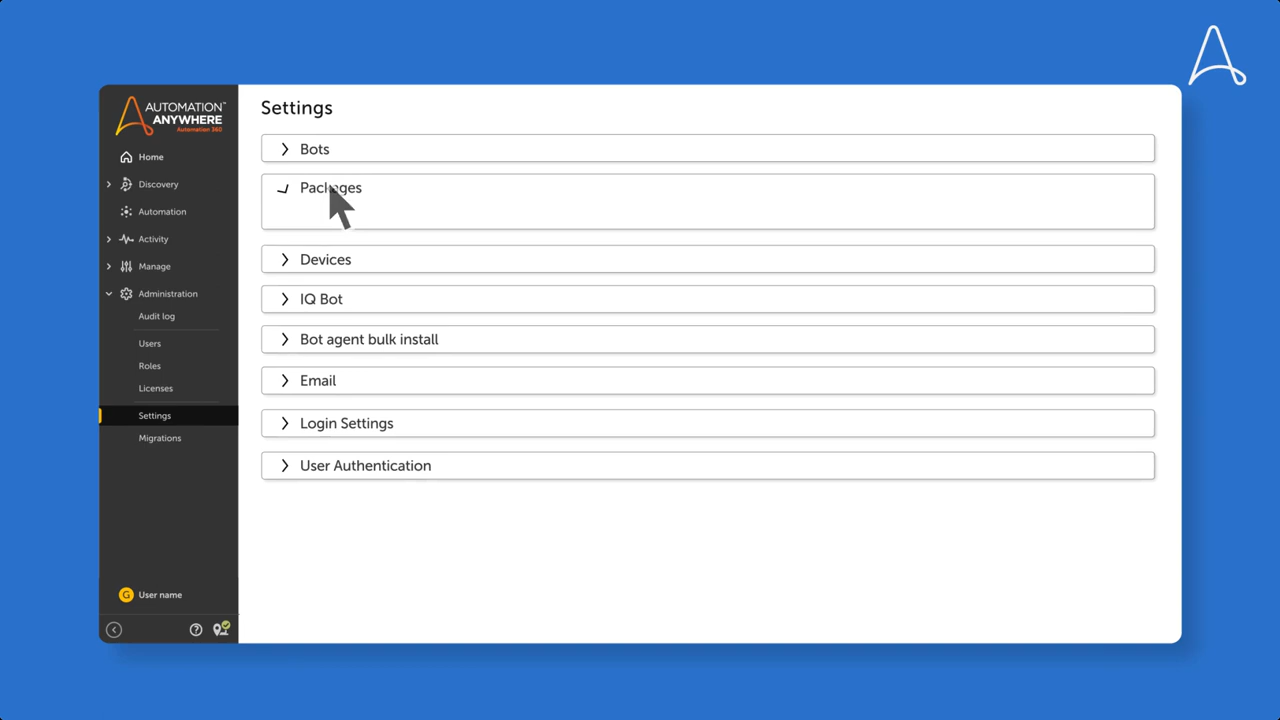 AUTOMATION™
ANYWHERE
Automation 360
Home
Discovery
Automation
Activity
Manage
Administration
Audit log
Users
Roles
Licenses
Settings
Migrations
G User name
Settings
Bots
Packages
Devices
IQ Bot
Bot agent bulk install
Email
Login Settings
User Authentication